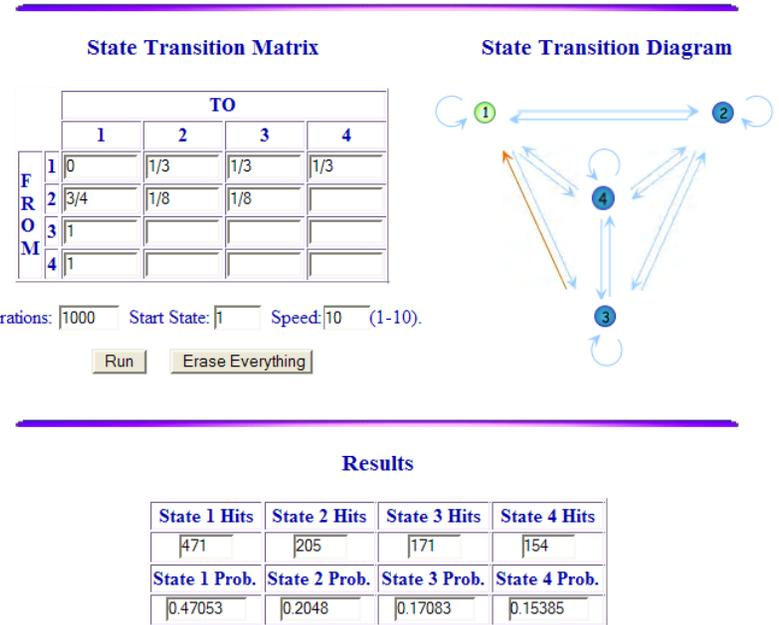 State Transition Matrix
State Transition Diagram
TO
1 2 3 4
FROM
1 0 1/3 1/3 1/3
2 3/4 1/8 1/8
3 1
4 1
1
2
4
3
rations: 1000 Start State: 1 Speed: 10 (1-10).
Run Erase Everything
Results
State 1 Hits State 2 Hits State 3 Hits State 4 Hits
471 205 171 154
State 1 Prob. State 2 Prob. State 3 Prob. State 4 Prob.
0.47053 0.2048 0.17083 0.15385